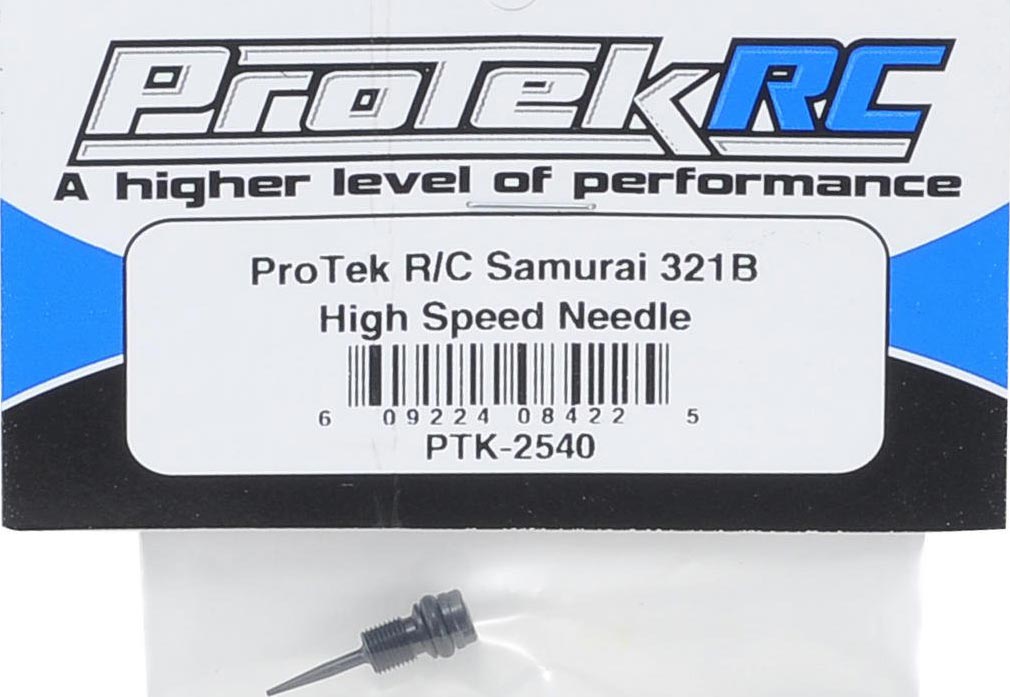 ProTekRC
A higher level of performance
ProTek R/C Samurai 321B
High Speed Needle
6 09224 08422 5
PTK-2540